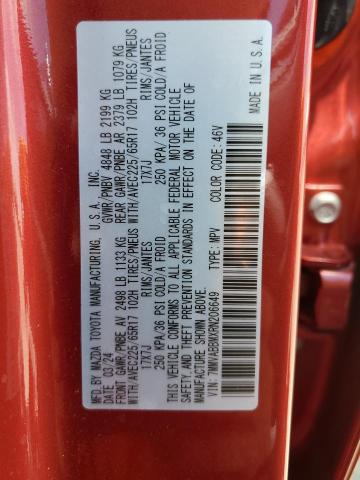 MFD. BY MAZDA TOYOTA MANUFACTURING, U.S.A., INC.
DATE 03/24 GVWR/PNBV 4848 LB 2199 KG
FRONT GAWR/PNBE AV 2498 LB 1133 KG REAR GAWR/PNBE AR 2379 LB 1079 KG
WITH/AVEC225/65R17 102H TIRES/PNEUS WITH/AVEC225/65R17 102H TIRES/PNEUS
17X7J RIMS/JANTES 17X7J RIMS/JANTES
250 KPA/36 PSI COLD/A FROID 250 KPA/ 36 PSI COLD/A FROID
THIS VEHICLE CONFORMS TO ALL APPLICABLE FEDERAL MOTOR VEHICLE
SAFETY AND THEFT PREVENTION STANDARDS IN EFFECT ON THE DATE OF
MANUFACTURE SHOWN ABOVE.
VIN: 7MMVABBMXRN206649 TYPE: MPV COLOR CODE: 46V
MADE IN U.S.A.